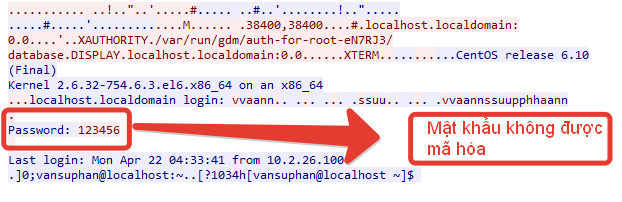 ........... ..!.."..'.....#..... ..#..'........!.."......
.....#.....'...........M...... .38400,38400....#.localhost.localdomain:
0.0....'..XAUTHORITY./var/run/gdm/auth-for-root-eN7RJ3/
database.DISPLAY.localhost.localdomain:0.0......XTERM...........CentOS release 6.10
(Final)
Kernel 2.6.32-754.6.3.el6.x86_64 on an x86_64
...localhost.localdomain login: vvaann.. ... ... .ssuu.. ... .vvaannssuupphhaann
.
Password: 123456
Mật khẩu không được
mã hóa
Last login: Mon Apr 22 04:33:41 from 10.2.26.100
.]0;vansuphan@localhost:~..[?1034h[vansuphan@localhost ~]$